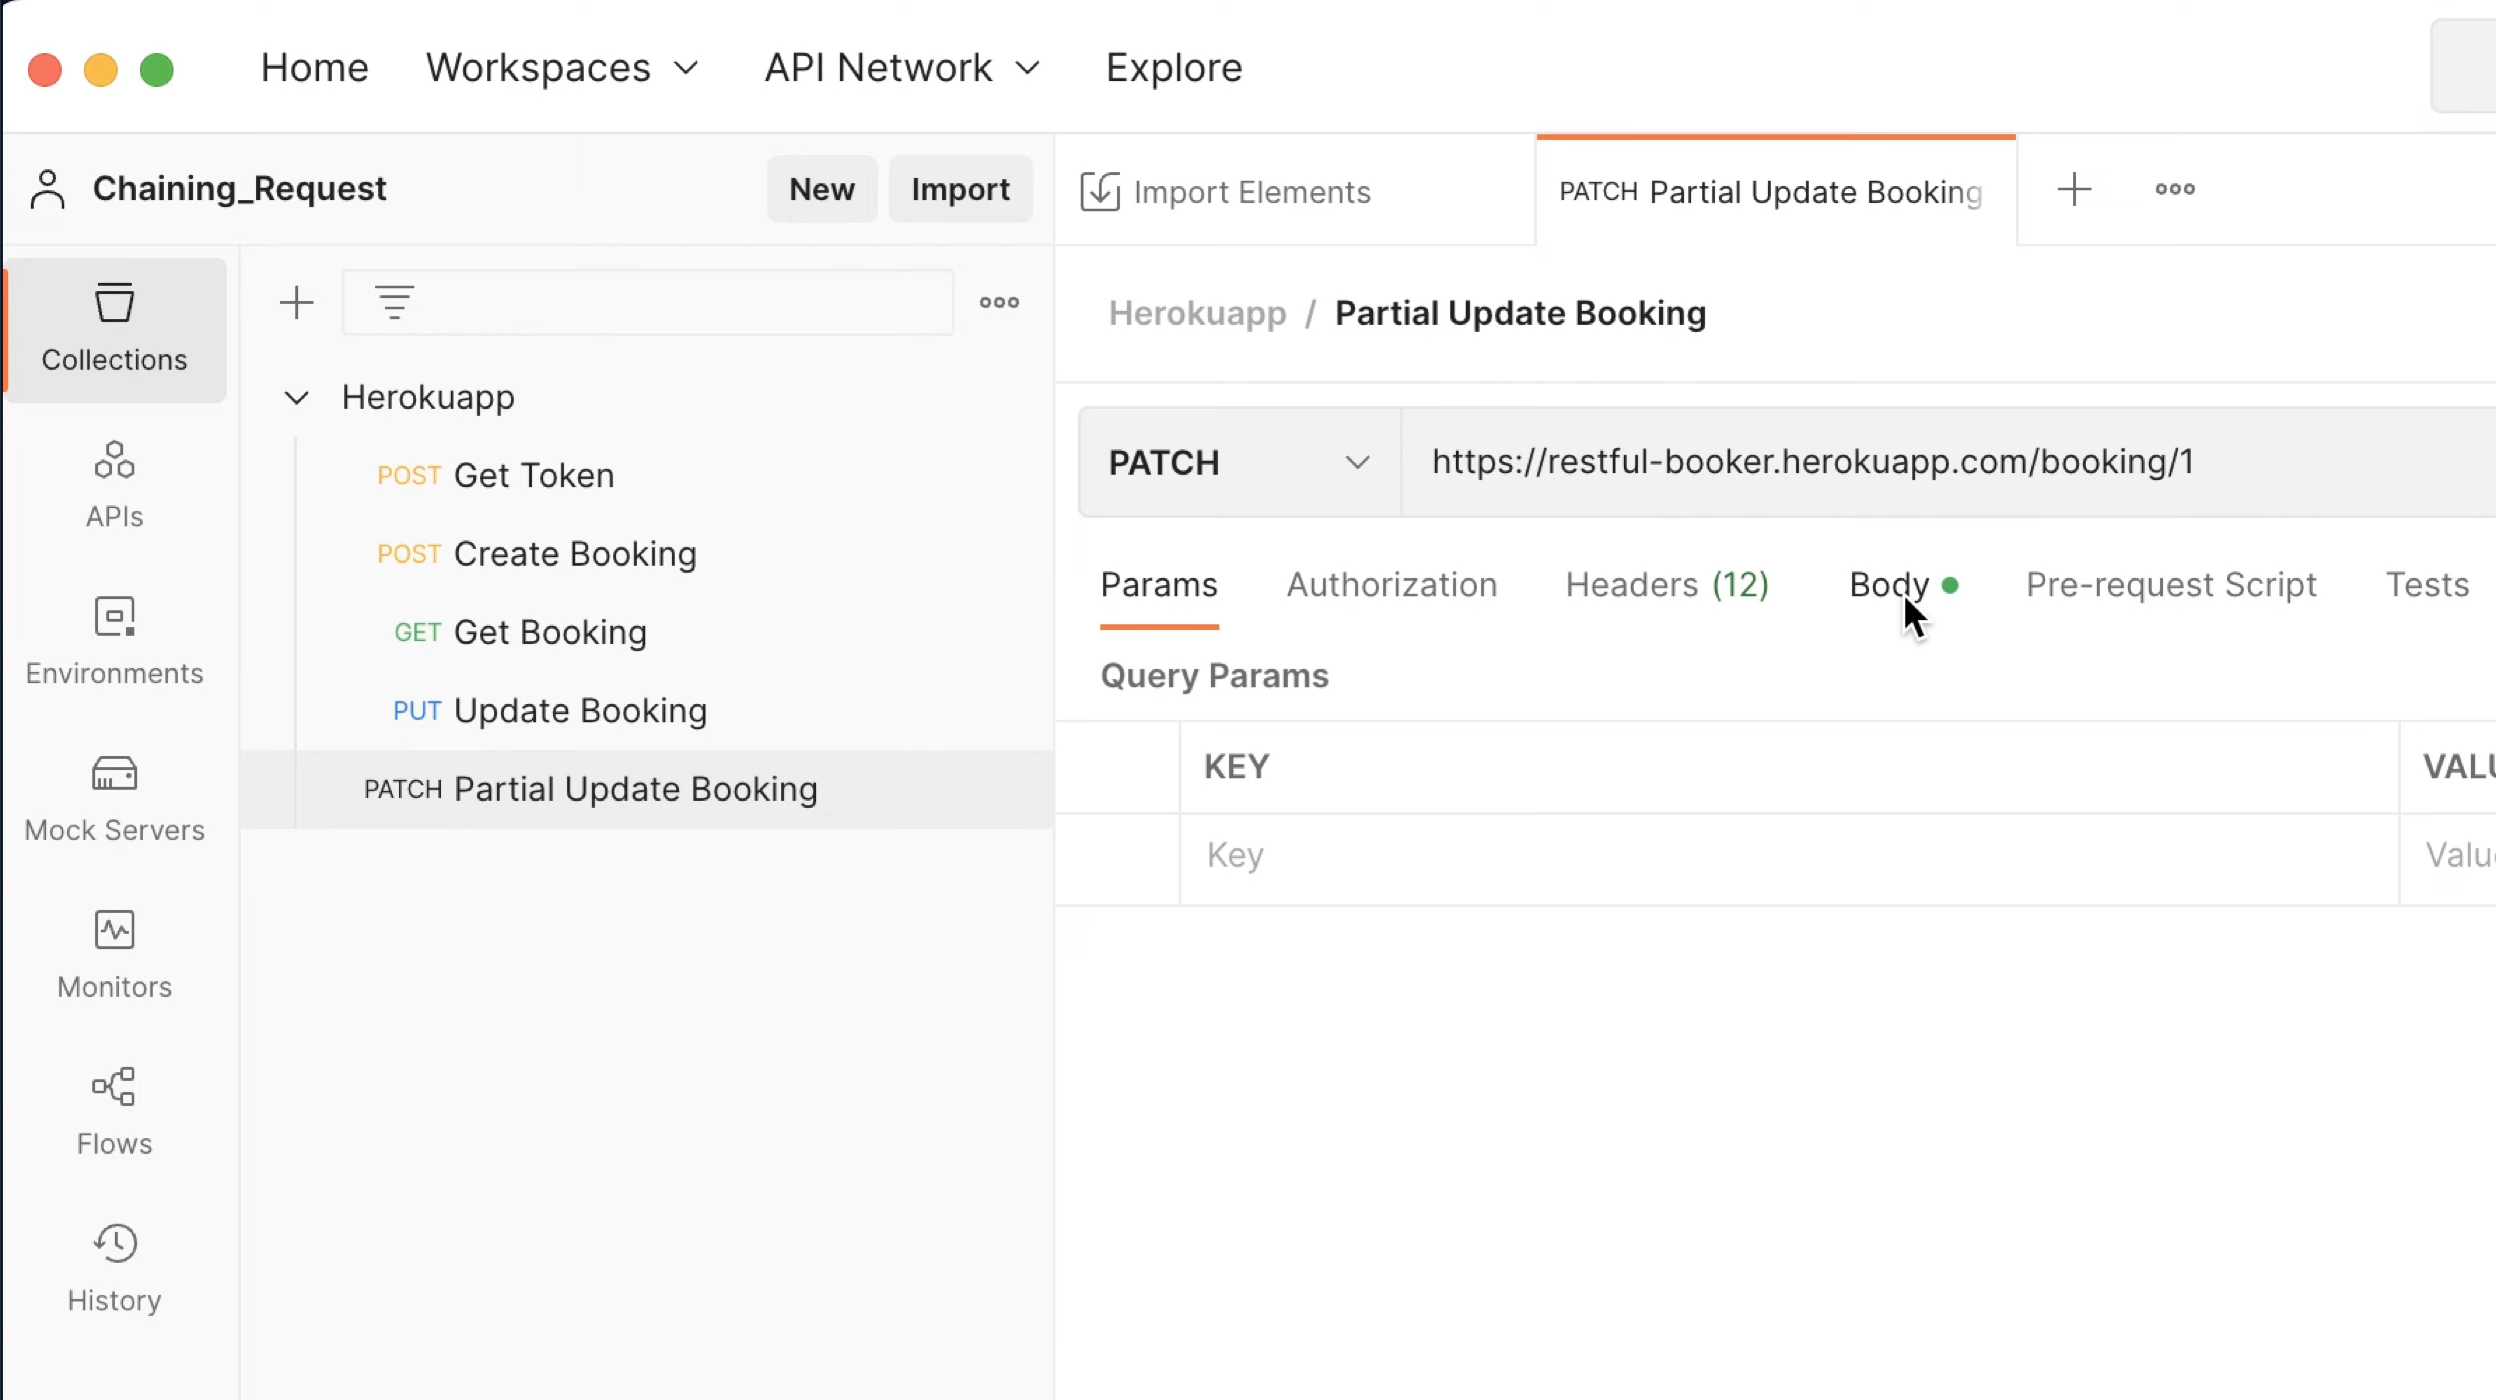 Home Workspaces API Network Explore
Chaining_Request New Import
Import Elements PATCH Partial Update Booking
Collections
APIs
Environments
Mock Servers
Monitors
Flows
History
Herokuapp
POST Get Token
POST Create Booking
GET Get Booking
PUT Update Booking
PATCH Partial Update Booking
Herokuapp / Partial Update Booking
PATCH https://restful-booker.herokuapp.com/booking/1
Params Authorization Headers (12) Body Pre-request Script Tests
Query Params
KEY VALU
Key Valu